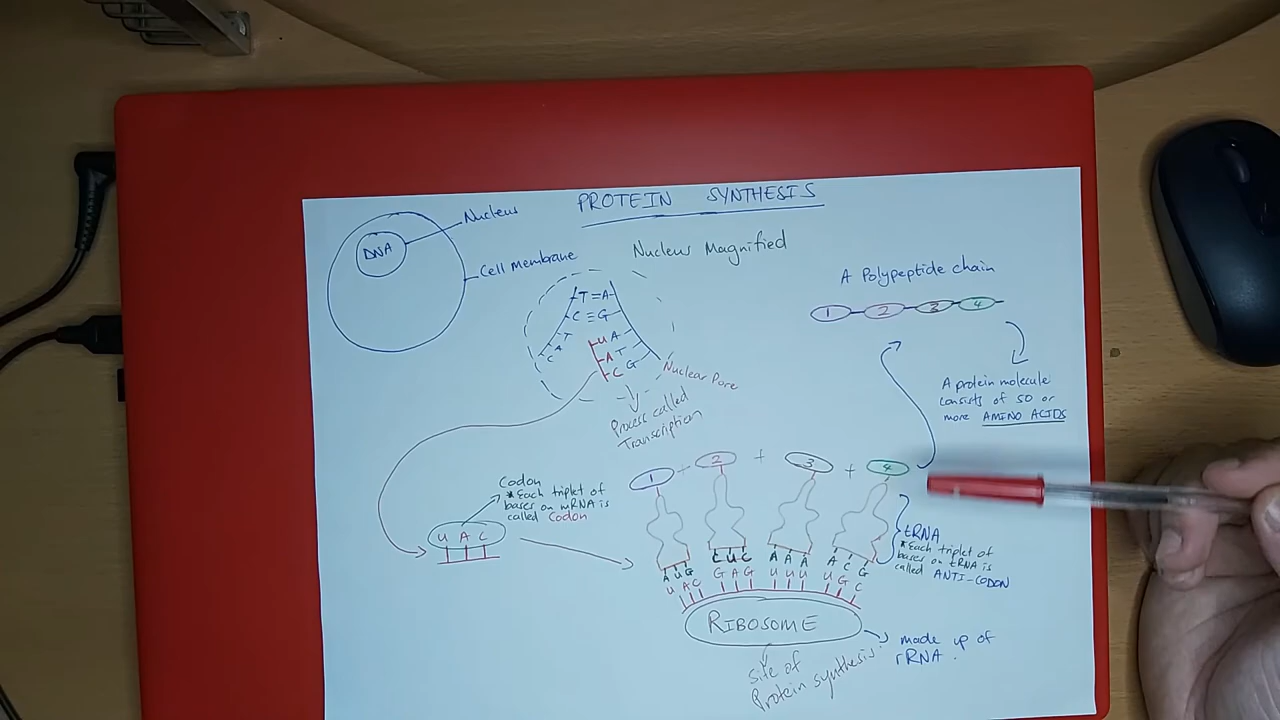 PROTEIN SYNTHESIS
Nucleus
DNA
Cell membrane
Nucleus Magnified
T=A
C≡G
U A
A T
C G
T
A
C
Nuclear Pore
Process called
Transcription
A Polypeptide chain
1 2 3 4
A protein molecule
consists of 50 or
more AMINO ACIDS
Codon
*Each triplet of
bases on mRNA is
called Codon
U A C
1 + 2 + 3 + 4
tRNA
*Each triplet of
bases on tRNA is
called ANTI-CODON
A U G C U C A A A A C G
U A C G A G U U U U G C
RIBOSOME
made up of
rRNA.
site of
Protein synthesis.